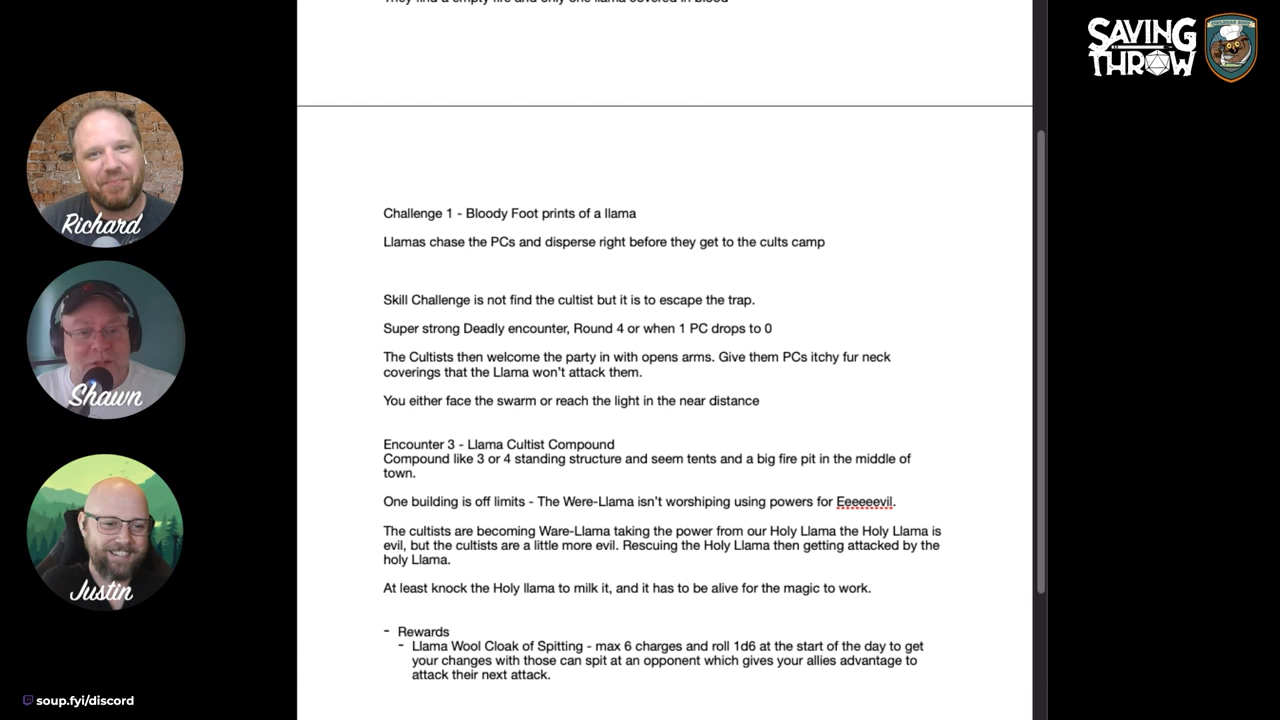 They find a empty fire and only one llama covered in blood
SAVING
THROW
Richard
Challenge 1 - Bloody Foot prints of a llama
Llamas chase the PCs and disperse right before they get to the cults camp
Skill Challenge is not find the cultist but it is to escape the trap.
Super strong Deadly encounter, Round 4 or when 1 PC drops to 0
The Cultists then welcome the party in with opens arms. Give them PCs itchy fur neck
coverings that the Llama won't attack them.
Shawn
You either face the swarm or reach the light in the near distance
Encounter 3 - Llama Cultist Compound
Compound like 3 or 4 standing structure and seem tents and a big fire pit in the middle of
town.
One building is off limits - The Were-Llama isn't worshiping using powers for Eeeeeevil.
The cultists are becoming Ware-Llama taking the power from our Holy Llama the Holy Llama is
evil, but the cultists are a little more evil. Rescuing the Holy Llama then getting attacked by the
holy Llama.
Justin
At least knock the Holy llama to milk it, and it has to be alive for the magic to work.
- Rewards
- Llama Wool Cloak of Spitting - max 6 charges and roll 1d6 at the start of the day to get
your changes with those can spit at an opponent which gives your allies advantage to
attack their next attack.
soup.fyi/discord